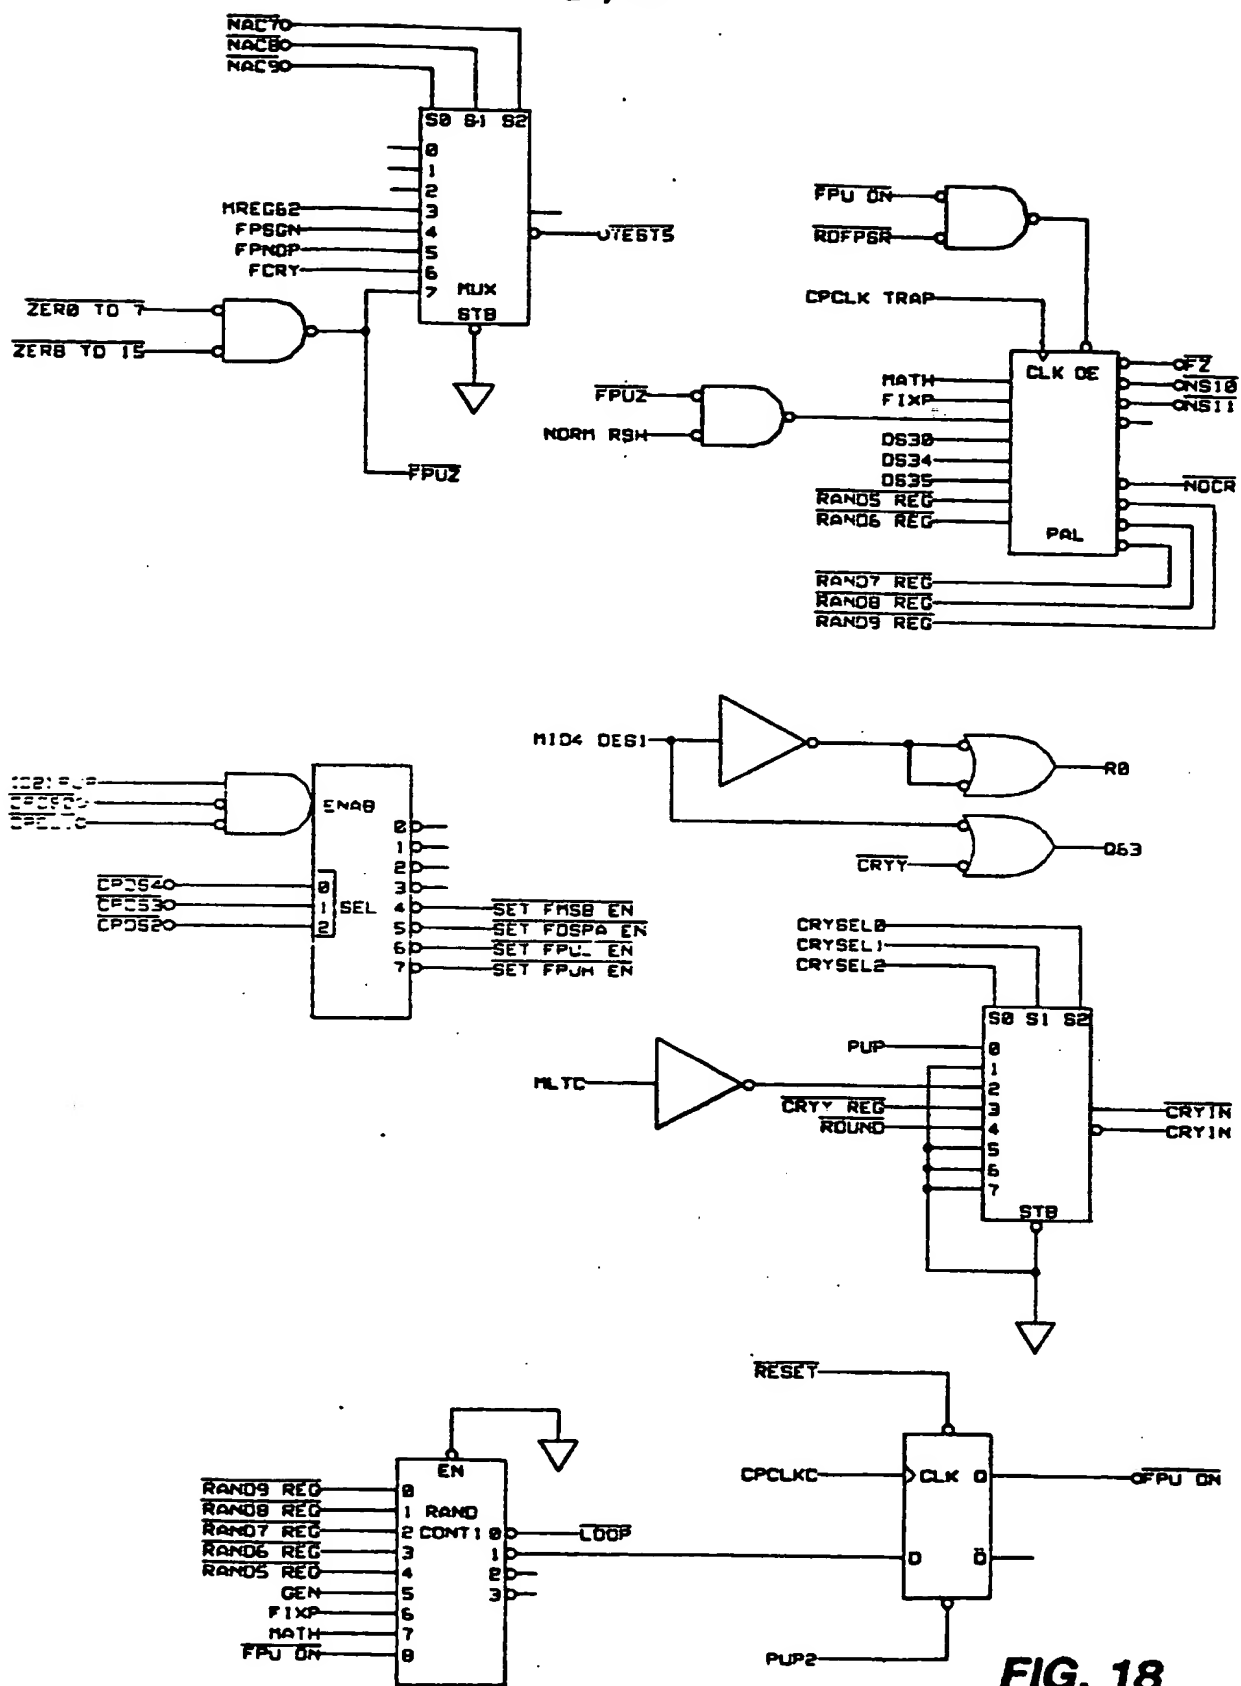 NAC7
NAC8
NAC9
S0 S1 S2
0
1
2
MREG62 3
FPSGN 4
FPNOP 5
FCRY 6
7 MUX
STB
UTESTS
ZER0 TO 7
ZER8 TO 15
FPUZ
FPU ON
RDFPSR
CPCLK TRAP
CLK OE
MATH
FIXP
FPUZ
NORM RSH
DS30
DS34
DS35
RAND5 REG
RAND6 REG
PAL
FZ
NS10
NS11
NOCR
RAND7 REG
RAND8 REG
RAND9 REG
MID4 DES1
R0
CRYY
Q63
ENAB
0
1
2
3
CPDS4 0
CPDS3 1 SEL
CPDS2 2
4 SET FMSB EN
5 SET FDSPA EN
6 SET FPUL EN
7 SET FPUH EN
CRYSEL0
CRYSEL1
CRYSEL2
S0 S1 S2
PUP 0
1
MLTC 2
CRYY REG 3
ROUND 4
5
6
7
STB
CRYIN
CRYIN
EN
RAND9 REG 0
RAND8 REG 1 RAND
RAND7 REG 2 CONT1 0 LOOP
RAND6 REG 3 1
RAND5 REG 4 2
GEN 5 3
FIXP 6
MATH 7
FPU ON 8
RESET
CPCLKC CLK Q FPU ON
D Q
PUP2
FIG. 18